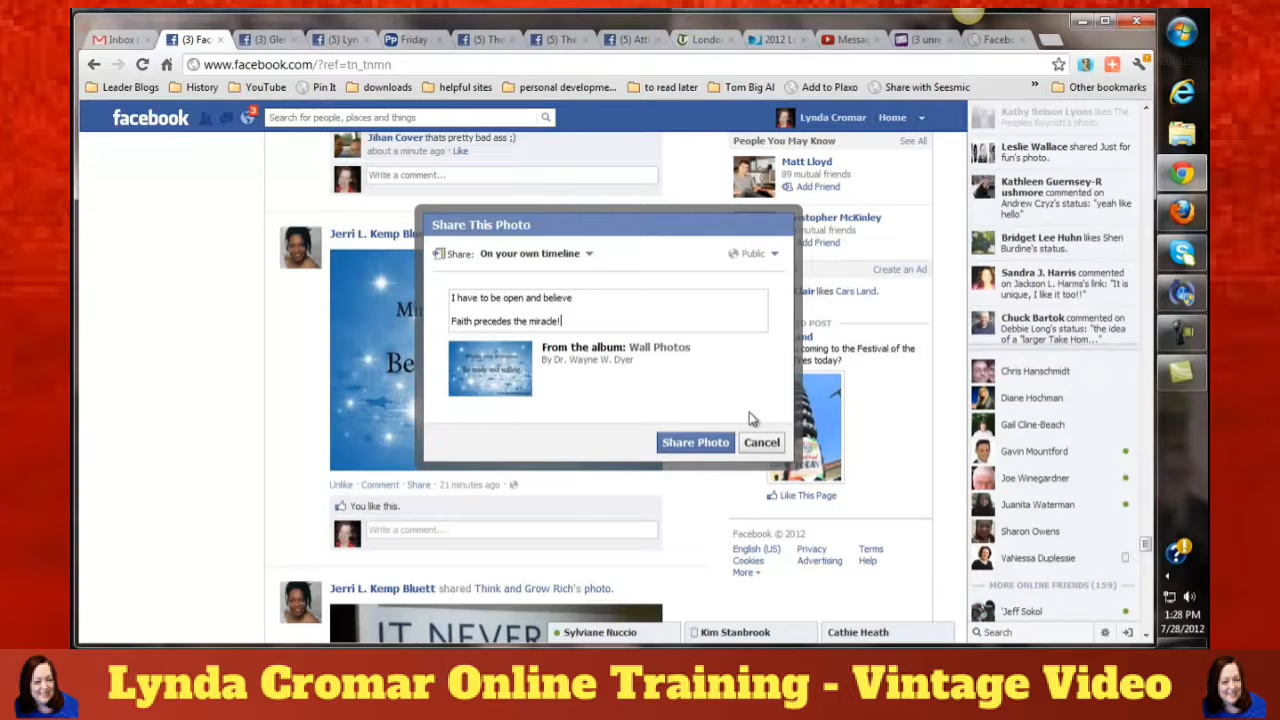 Inbox (
(3) Fac
(3) Gle
(5) Lyn
Friday
(5) The
(5) The
(5) Att
London
2012 L
Messag
(3 unre
Facebo
www.facebook.com/?ref=tn_tnmn
Leader Blogs
History
YouTube
Pin It
downloads
helpful sites
personal developme...
to read later
Tom Big AI
Add to Plaxo
Share with Seesmic
»
Other bookmarks
facebook
3
Search for people, places and things
Lynda Cromar
Home
Jihan Cover thats pretty bad ass ;)
about a minute ago · Like
Write a comment...
Jerri L. Kemp Blue
Be
Unlike · Comment · Share · 21 minutes ago ·
You like this.
Write a comment...
Jerri L. Kemp Bluett shared Think and Grow Rich's photo.
IT NEVER
Share This Photo
Share: On your own timeline
Public
I have to be open and believe
Faith precedes the miracle!
From the album: Wall Photos
By Dr. Wayne W. Dyer
Share Photo
Cancel
People You May Know
See All
Matt Lloyd
89 mutual friends
Add Friend
stopher McKinley
mutual friends
Add Friend
Create an Ad
Clair likes Cars Land.
POST
coming to the Festival of the
res today?
Like This Page
Facebook © 2012
English (US)
Privacy
Terms
Cookies
Advertising
Help
More
Kathy Nelson Lyons likes The
Peoples Boycott's photo.
Leslie Wallace shared Just for
fun's photo.
Kathleen Guernsey-R
ushmore commented on
Andrew Czyz's status: "yeah like
hello"
Bridget Lee Huhn likes Sheri
Burdine's status.
Sandra J. Harris commented
on Jackson L. Harms's link: "It is
unique, I like it too!!"
Chuck Bartok commented on
Debbie Long's status: "the idea
of a "larger Take Hom..."
Chris Hanschmidt
Diane Hochman
Gail Cline-Beach
Gavin Mountford
Joe Winegardner
Juanita Waterman
Sharon Owens
VaNessa Duplessie
MORE ONLINE FRIENDS (159)
'Jeff Sokol
Search
Sylviane Nuccio
Kim Stanbrook
Cathie Heath
1:28 PM
7/28/2012
Lynda Cromar Online Training - Vintage Video